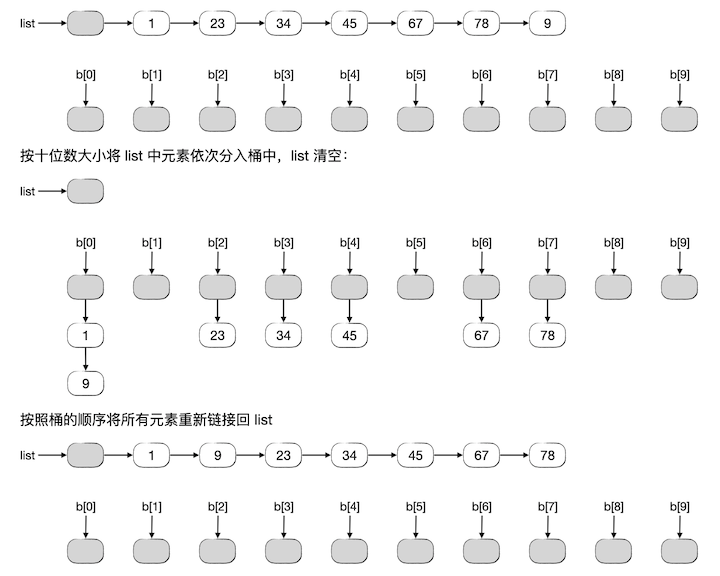 list 1 23 34 45 67 78 9
b[0] b[1] b[2] b[3] b[4] b[5] b[6] b[7] b[8] b[9]
按十位数大小将 list 中元素依次分入桶中，list 清空：
list
b[0] b[1] b[2] b[3] b[4] b[5] b[6] b[7] b[8] b[9]
1 23 34 45 67 78
9
按照桶的顺序将所有元素重新链接回 list
list 1 9 23 34 45 67 78
b[0] b[1] b[2] b[3] b[4] b[5] b[6] b[7] b[8] b[9]